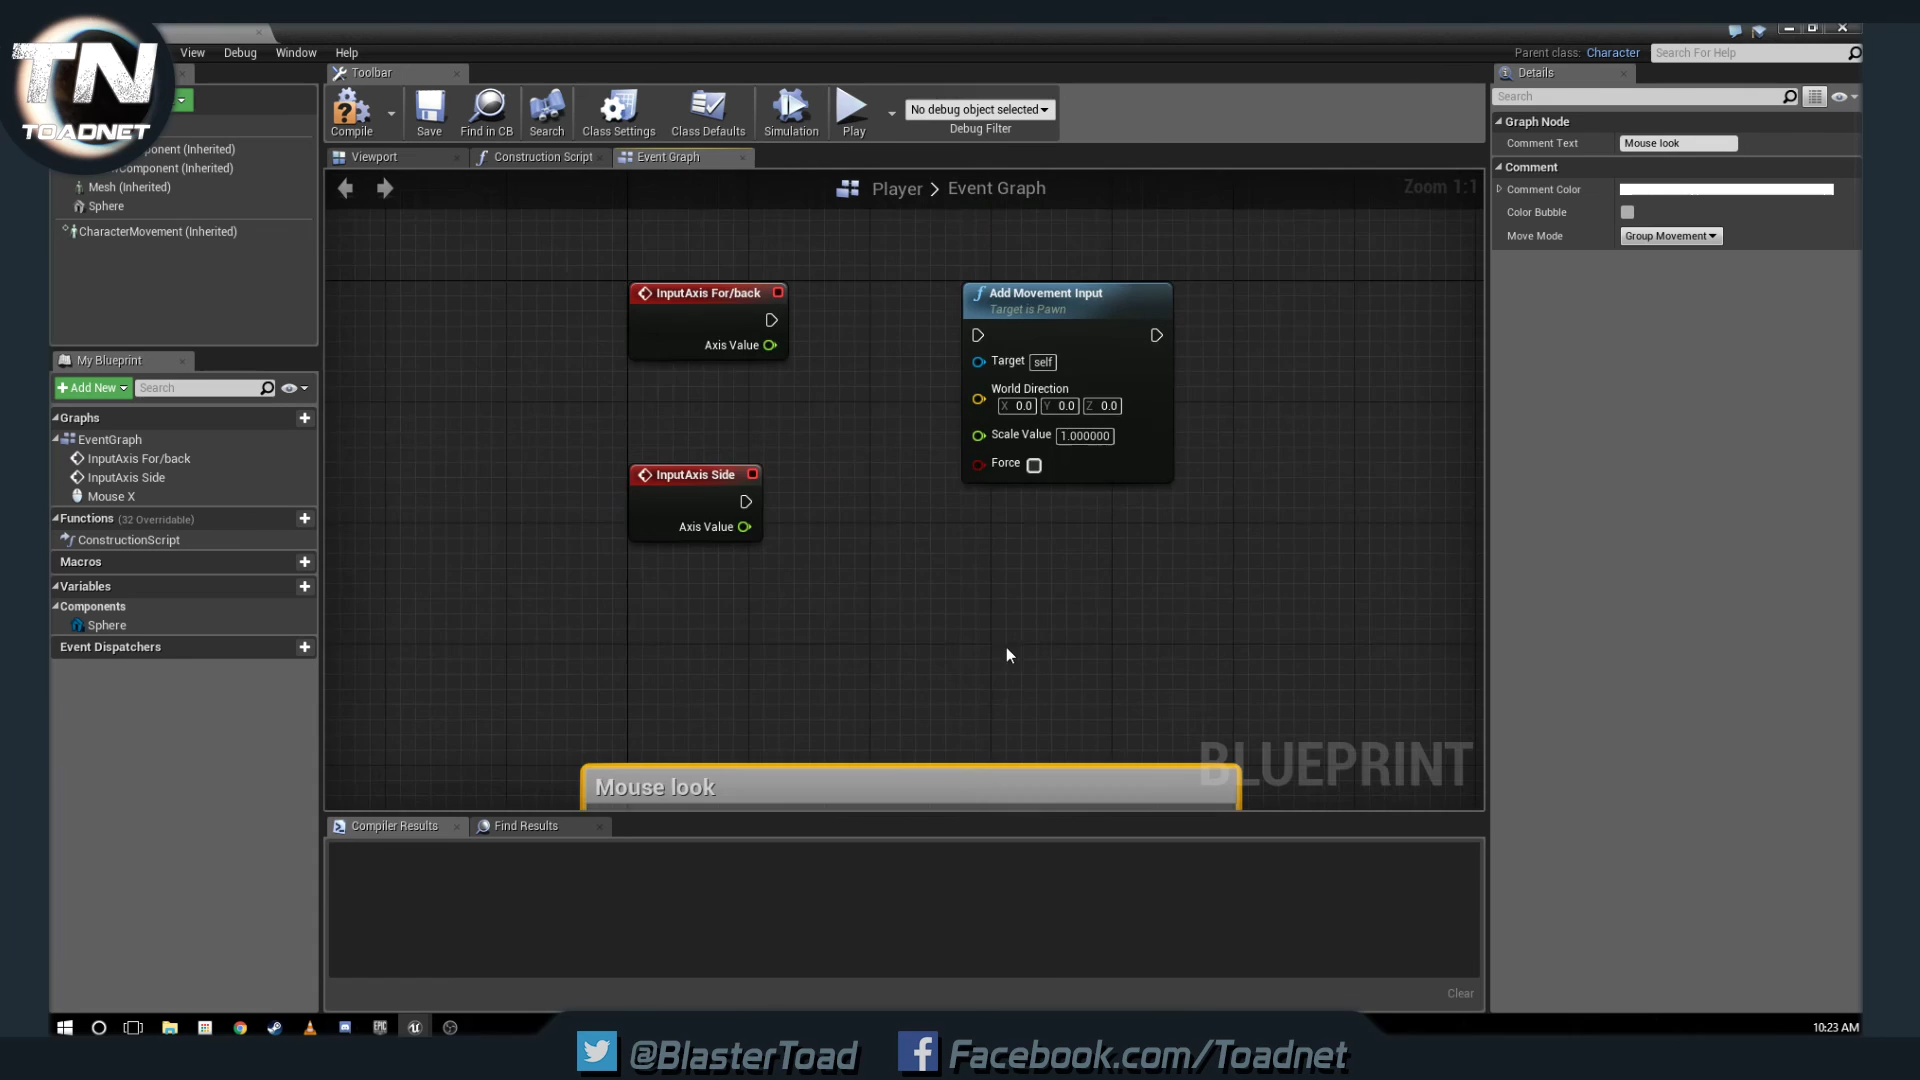 TN
TOADNET
View Debug Window Help
Parent class: Character
Search For Help
Toolbar
Details
Compile
Save
Find in CB
Search
Class Settings
Class Defaults
Simulation
Play
No debug object selected
Debug Filter
Search
Graph Node
Comment Text Mouse look
Comment
Comment Color
Color Bubble
Move Mode Group Movement
(Inherited)
(Inherited)
Mesh (Inherited)
Sphere
CharacterMovement (Inherited)
Viewport
Construction Script
Event Graph
Player > Event Graph
Zoom 1:1
InputAxis For/back
Axis Value
InputAxis Side
Axis Value
Add Movement Input
Target is Pawn
Target self
World Direction
X 0.0 Y 0.0 Z 0.0
Scale Value 1.000000
Force
Mouse look
BLUEPRINT
My Blueprint
Add New
Search
Graphs
EventGraph
InputAxis For/back
InputAxis Side
Mouse X
Functions (32 Overridable)
ConstructionScript
Macros
Variables
Components
Sphere
Event Dispatchers
Compiler Results
Find Results
Clear
EPIC
10:23 AM
@BlasterToad
Facebook.com/Toadnet